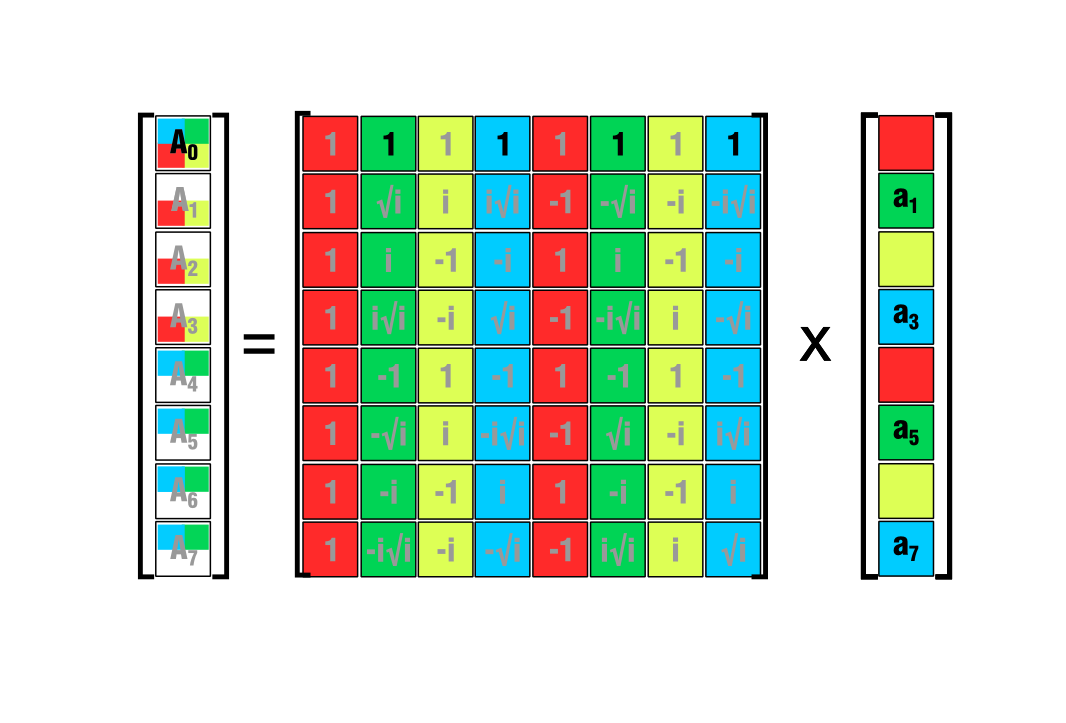 A0 1 1 1 1 1 1 1 1
A1 1 √i i i√i -1 -√i -i -i√i a1
A2 1 i -1 -i 1 i -1 -i
A3 1 i√i -i √i -1 -i√i i -√i a3
= x
A4 1 -1 1 -1 1 -1 1 -1
A5 1 -√i i -i√i -1 √i -i i√i a5
A6 1 -i -1 i 1 -i -1 i
A7 1 -i√i -i -√i -1 i√i i √i a7